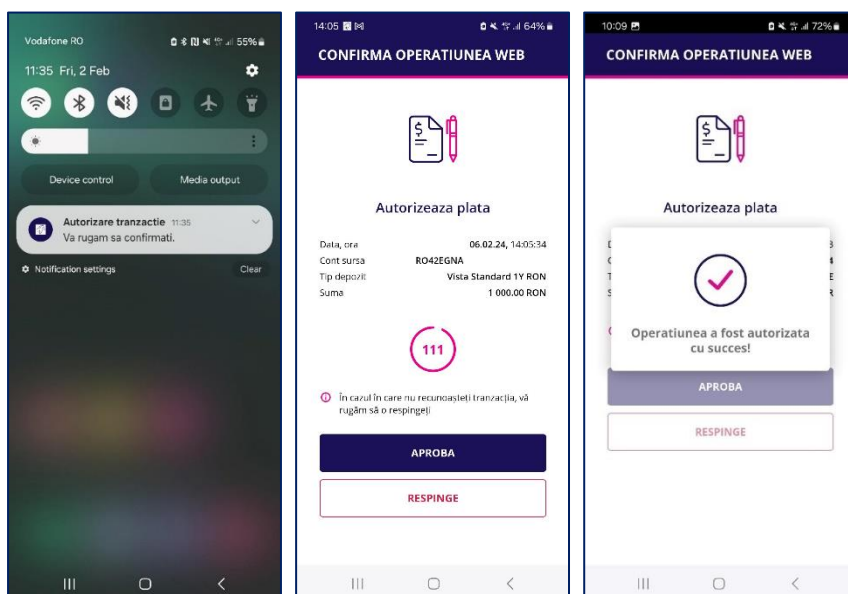 Vodafone RO
55%
11:35 Fri, 2 Feb
Device control
Media output
Autorizare tranzactie 11:35
Va rugam sa confirmati.
Notification settings
Clear
14:05
64%
CONFIRMA OPERATIUNEA WEB
Autorizeaza plata
Data, ora 06.02.24, 14:05:34
Cont sursa RO42EGNA
Tip depozit Vista Standard 1Y RON
Suma 1 000.00 RON
111
În cazul în care nu recunoașteți tranzacția, vă
rugăm să o respingeți
APROBA
RESPINGE
10:09
72%
CONFIRMA OPERATIUNEA WEB
Autorizeaza plata
Operatiunea a fost autorizata
cu succes!
APROBA
RESPINGE